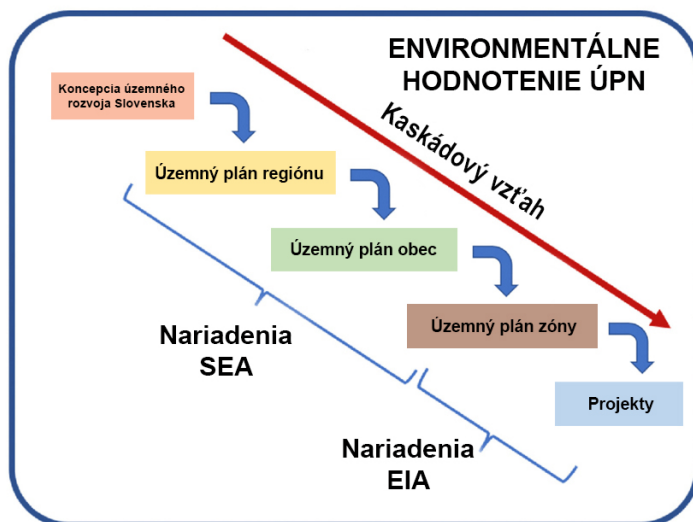 ENVIRONMENTÁLNE
HODNOTENIE ÚPN
Koncepcia územného
rozvoja Slovenska
Kaskádový vzťah
Územný plán regiónu
Územný plán obec
Územný plán zóny
Nariadenia
SEA
Projekty
Nariadenia
EIA